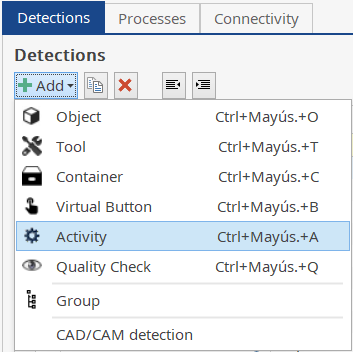 Detections Processes Connectivity
Detections
Add
Object Ctrl+Mayús.+O
Tool Ctrl+Mayús.+T
Container Ctrl+Mayús.+C
Virtual Button Ctrl+Mayús.+B
Activity Ctrl+Mayús.+A
Quality Check Ctrl+Mayús.+Q
Group
CAD/CAM detection